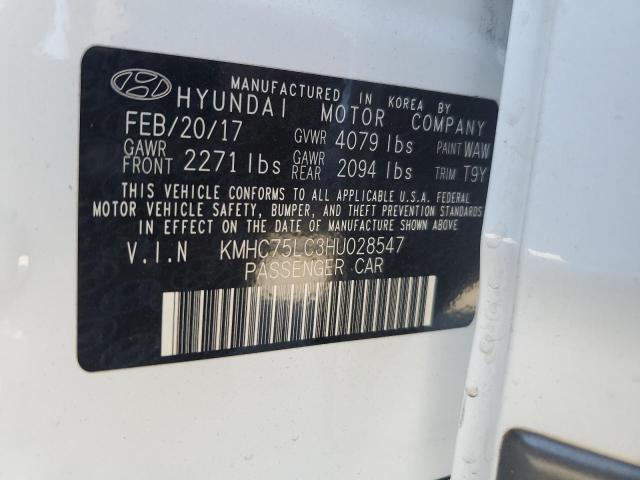 MANUFACTURED IN KOREA BY
HYUNDAI MOTOR COMPANY
FEB/20/17 GVWR 4079 lbs PAINT WAW
GAWR FRONT 2271 lbs GAWR REAR 2094 lbs TRIM T9Y
THIS VEHICLE CONFORMS TO ALL APPLICABLE U.S.A. FEDERAL
MOTOR VEHICLE SAFETY, BUMPER, AND THEFT PREVENTION STANDARDS
IN EFFECT ON THE DATE OF MANUFACTURE SHOWN ABOVE.
V.I.N KMHC75LC3HU028547
PASSENGER CAR